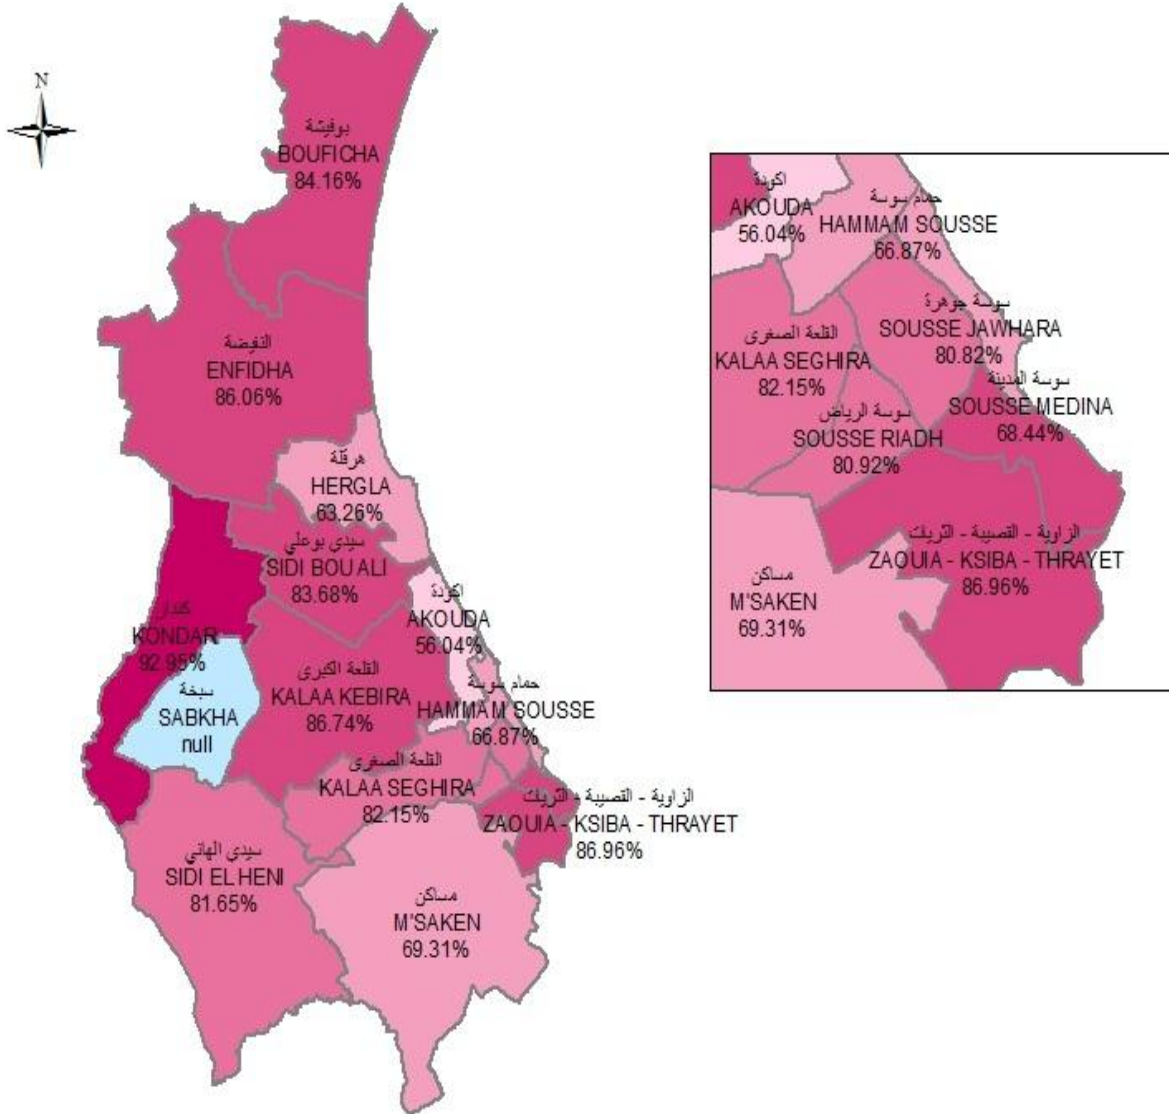 N
بوفيشة
BOUFICHA
84.16%
النفيضة
ENFIDHA
86.06%
هرقلة
HERGLA
63.26%
سيدي بوعلي
SIDI BOU ALI
83.68%
كندار
KONDAR
92.95%
اكودة
AKOUDA
56.04%
القلعة الكبرى
KALAA KEBIRA
86.74%
سبخة
SABKHA
null
حمام سوسة
HAMMAM SOUSSE
66.87%
القلعة الصغرى
KALAA SEGHIRA
82.15%
الزاوية - القصيبة - الثريات
ZAOUIA - KSIBA - THRAYET
86.96%
سيدي الهاني
SIDI EL HENI
81.65%
مساكن
M'SAKEN
69.31%
اكودة
AKOUDA
56.04%
حمام سوسة
HAMMAM SOUSSE
66.87%
سوسة جوهرة
SOUSSE JAWHARA
80.82%
القلعة الصغرى
KALAA SEGHIRA
82.15%
سوسة المدينة
SOUSSE MEDINA
68.44%
سوسة الرياض
SOUSSE RIADH
80.92%
الزاوية - القصيبة - الثريات
ZAOUIA - KSIBA - THRAYET
86.96%
مساكن
M'SAKEN
69.31%